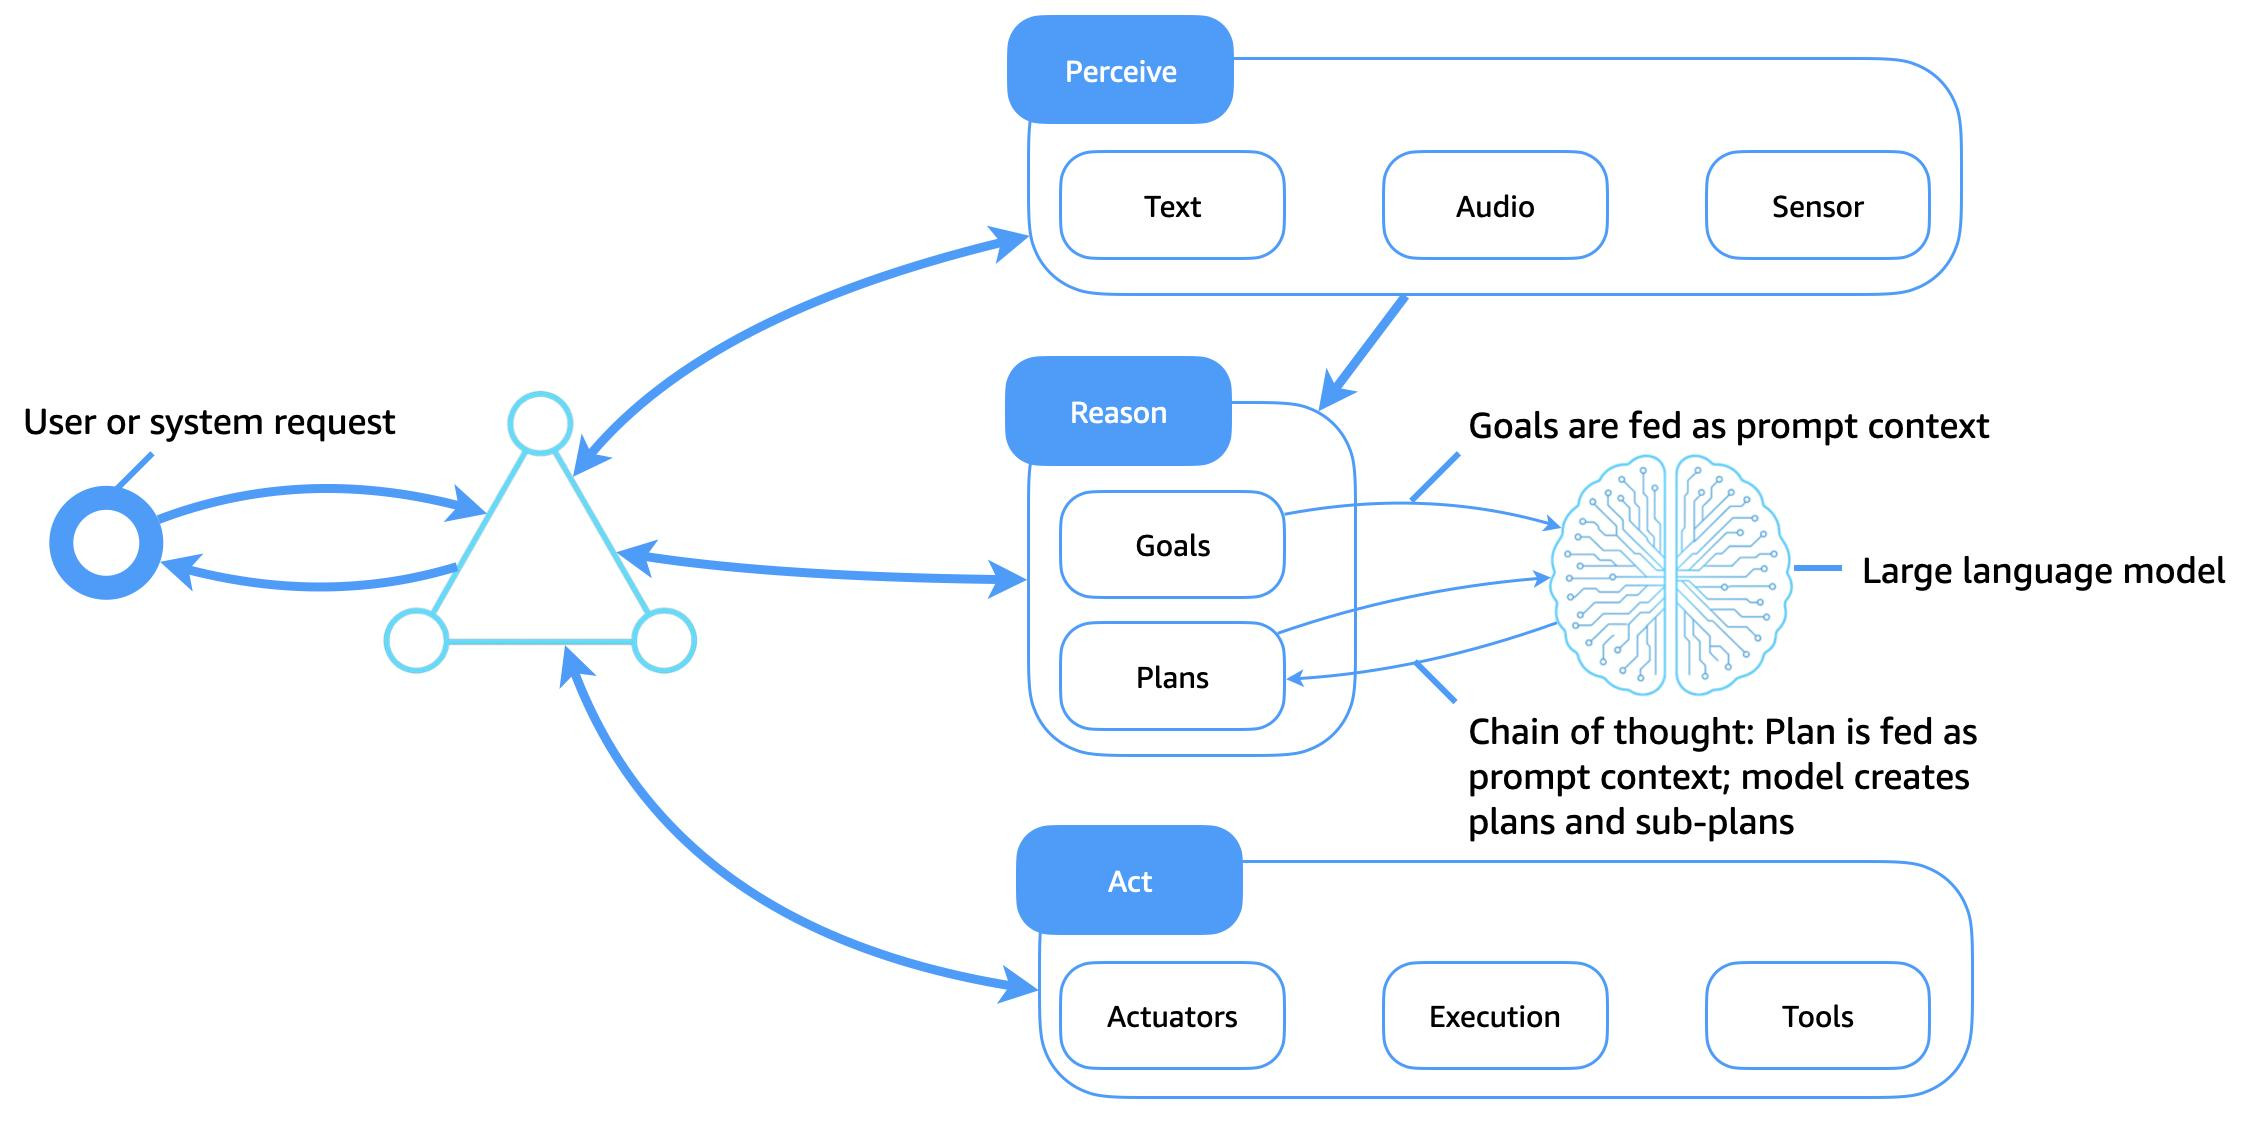 Perceive
Text
Audio
Sensor
User or system request
Reason
Goals are fed as prompt context
Goals
Large language model
Plans
Chain of thought: Plan is fed as
prompt context; model creates
plans and sub-plans
Act
Actuators
Execution
Tools